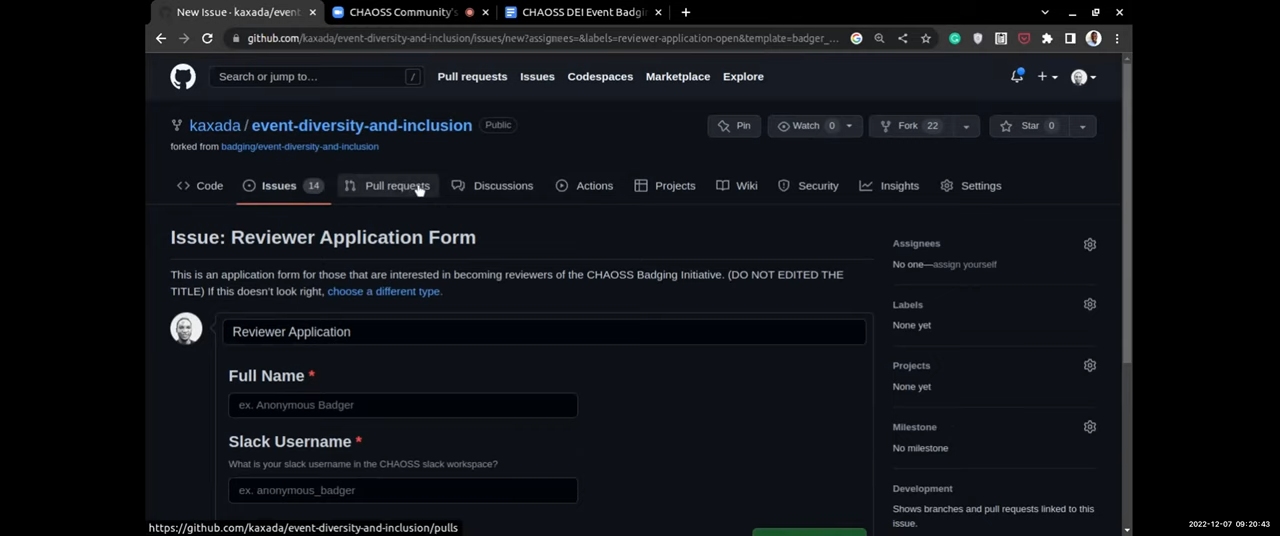 New Issue · kaxada/event
CHAOSS Community's
CHAOSS DEI Event Badgin
github.com/kaxada/event-diversity-and-inclusion/issues/new?assignees=&labels=reviewer-application-open&template=badger_...
Search or jump to…
/
Pull requests
Issues
Codespaces
Marketplace
Explore
kaxada / event-diversity-and-inclusion
Public
Pin
Watch 0
Fork 22
Star 0
forked from badging/event-diversity-and-inclusion
Code
Issues 14
Pull requests
Discussions
Actions
Projects
Wiki
Security
Insights
Settings
Issue: Reviewer Application Form
This is an application form for those that are interested in becoming reviewers of the CHAOSS Badging Initiative. (DO NOT EDITED THE
TITLE) If this doesn't look right, choose a different type.
Reviewer Application
Full Name *
ex. Anonymous Badger
Slack Username *
What is your slack username in the CHAOSS slack workspace?
ex. anonymous_badger
Assignees
No one—assign yourself
Labels
None yet
Projects
None yet
Milestone
No milestone
Development
Shows branches and pull requests linked to this
issue.
https://github.com/kaxada/event-diversity-and-inclusion/pulls
2022-12-07 09:20:43